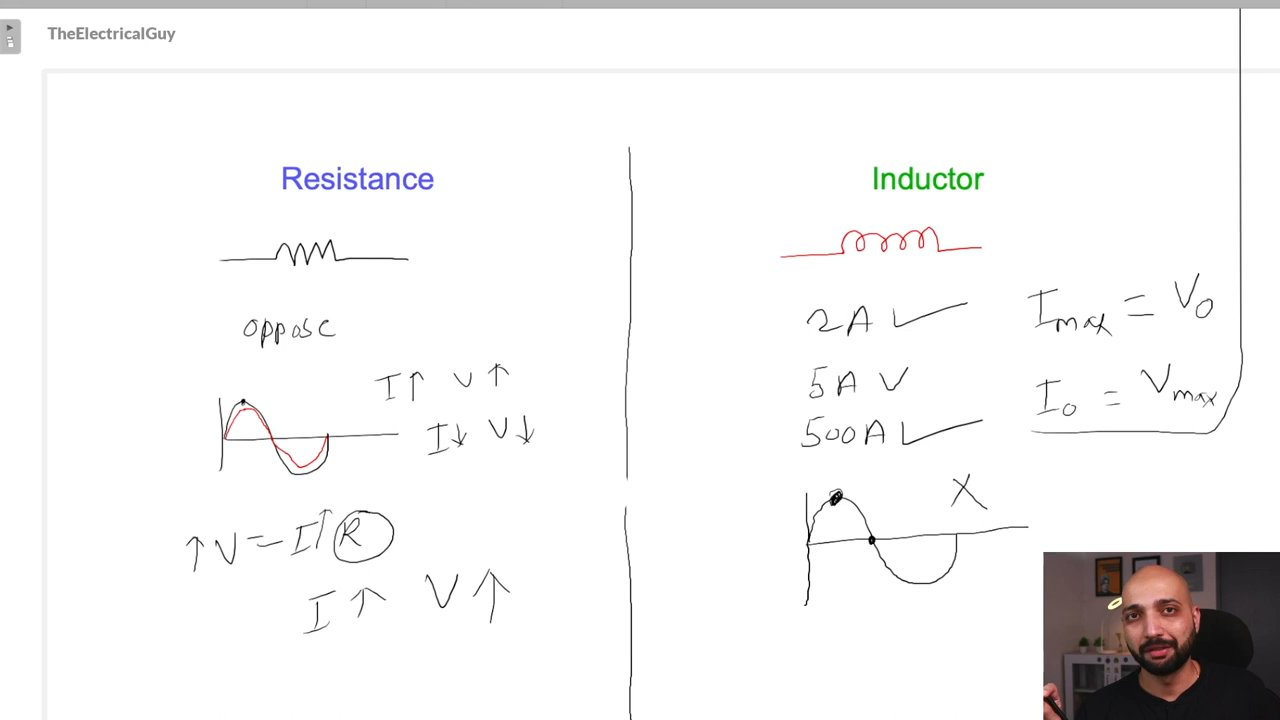 TheElectricalGuy
Resistance
oppose
I↑ V↑
I↓ V↓
↑V=I↑R
I↑ V↑
Inductor
2A ✓
5A ✓
500A ✓
X
Imax = V0
I0 = Vmax